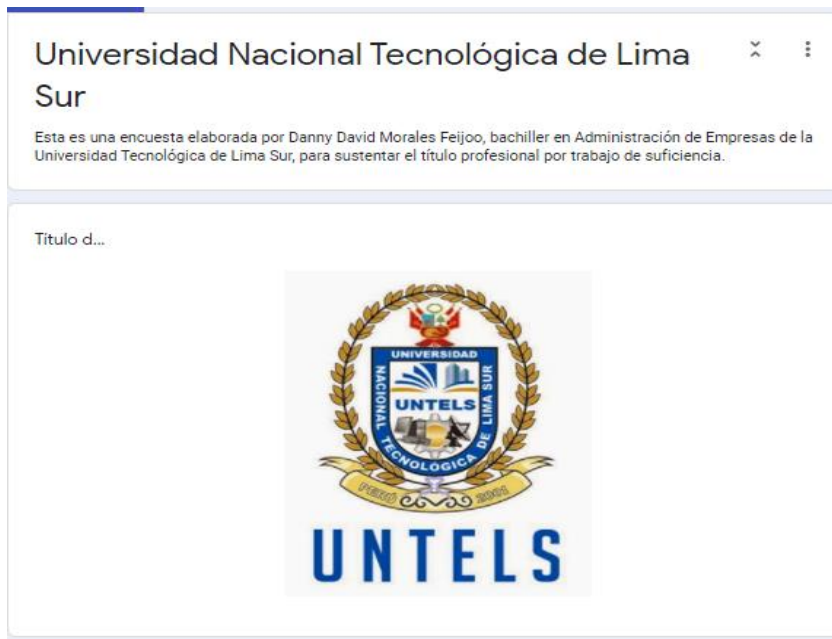 Universidad Nacional Tecnológica de Lima
Sur
Esta es una encuesta elaborada por Danny David Morales Feijoo, bachiller en Administración de Empresas de la
Universidad Tecnológica de Lima Sur, para sustentar el título profesional por trabajo de suficiencia.
Título d...
UNIVERSIDAD
NACIONAL TECNOLÓGICA DE LIMA SUR
UNTELS
PERÚ 2001
UNTELS